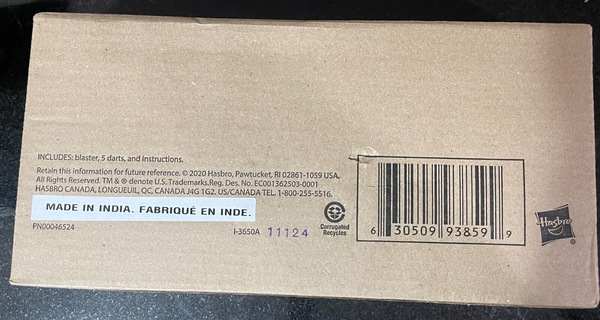 INCLUDES: blaster, 5 darts, and Instructions.
Retain this information for future reference. © 2020 Hasbro, Pawtucket, RI 02861-1059 USA.
All Rights Reserved. TM & ® denote U.S. Trademarks.Reg. Des. No. EC001362503-0001
HASBRO CANADA, LONGUEUIL, QC, CANADA J4G 1G2. US/CANADA TEL. 1-800-255-5516.
MADE IN INDIA. FABRIQUÉ EN INDE.
PN00046524
I-3650A 11124
Corrugated
Recycles
6 30509 93859 9
Hasbro
®